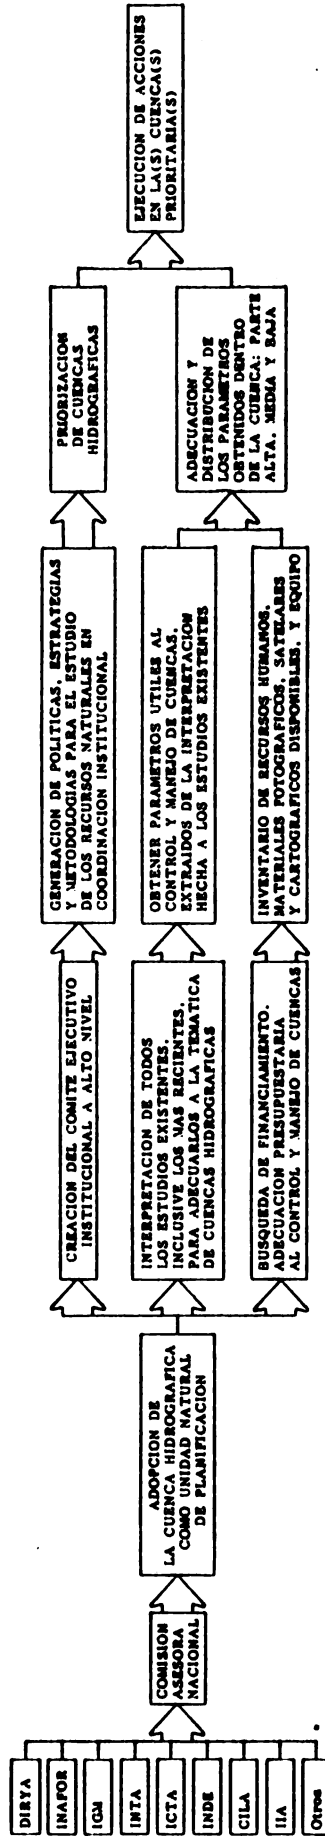 DIRYA
INAFOR
IGM
INTA
ICTA
INDE
CILA
IIA
Otros
COMISION
ASESORA
NACIONAL
ADOPCION DE
LA CUENCA HIDROGRAFICA
COMO UNIDAD NATURAL
DE PLANIFICACION
CREACION DEL COMITE EJECUTIVO
INSTITUCIONAL A ALTO NIVEL
INTERPRETACION DE TODOS
LOS ESTUDIOS EXISTENTES,
INCLUSIVE LOS MAS RECIENTES,
PARA ADECUARLOS A LA TEMATICA
DE CUENCAS HIDROGRAFICAS
BUSQUEDA DE FINANCIAMIENTO.
ADECUACION PRESUPUESTARIA
AL CONTROL Y MANEJO DE CUENCAS
GENERACION DE POLITICAS, ESTRATEGIAS
Y METODOLOGIAS PARA EL ESTUDIO
DE LOS RECURSOS NATURALES EN
COORDINACION INSTITUCIONAL
OBTENER PARAMETROS UTILES AL
CONTROL Y MANEJO DE CUENCAS,
EXTRAIDOS DE LA INTERPRETACION
HECHA A LOS ESTUDIOS EXISTENTES
INVENTARIO DE RECURSOS HUMANOS,
MATERIALES FOTOGRAFICOS, SATELARES
Y CARTOGRAFICOS DISPONIBLES, Y EQUIPO
PRIORIZACION
DE CUENCAS
HIDROGRAFICAS
ADECUACION Y
DISTRIBUCION DE
LOS PARAMETROS
OBTENIDOS DENTRO
DE LA CUENCA: PARTE
ALTA, MEDIA Y BAJA
EJECUCION DE ACCIONES
EN LA(S) CUENCA(S)
PRIORITARIA(S)